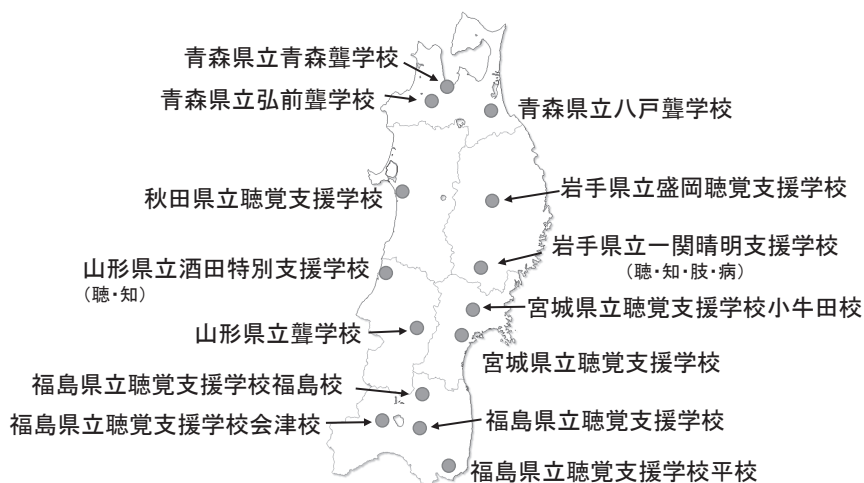 青森県立青森聾学校
青森県立弘前聾学校
青森県立八戸聾学校
秋田県立聴覚支援学校
岩手県立盛岡聴覚支援学校
岩手県立一関晴明支援学校
（聴・知・肢・病）
山形県立酒田特別支援学校
（聴・知）
宮城県立聴覚支援学校小牛田校
山形県立聾学校
宮城県立聴覚支援学校
福島県立聴覚支援学校福島校
福島県立聴覚支援学校会津校
福島県立聴覚支援学校
福島県立聴覚支援学校平校